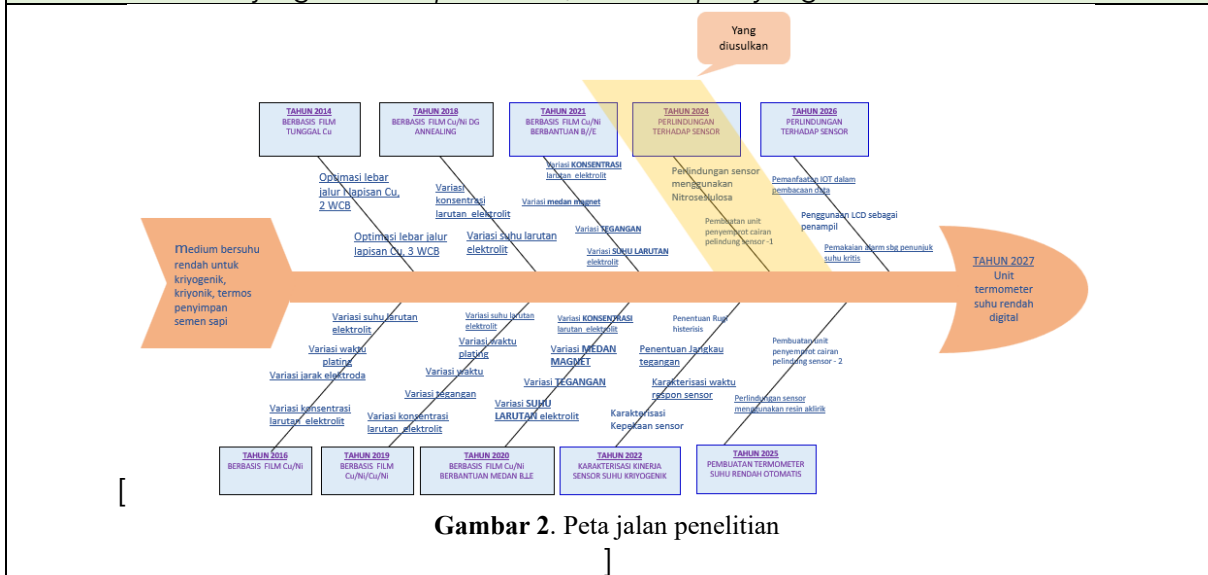 Yang
diusulkan
TAHUN 2014
BERBASIS FILM
TUNGGAL Cu
TAHUN 2018
BERBASIS FILM Cu/Ni DG
ANNEALING
TAHUN 2021
BERBASIS FILM Cu/Ni
BERBANTUAN B//E
TAHUN 2024
PERLINDUNGAN
TERHADAP SENSOR
TAHUN 2026
PERLINDUNGAN
TERHADAP SENSOR
Optimasi lebar
jalur lapisan Cu,
2 WCB
Optimasi lebar jalur
lapisan Cu, 3 WCB
Variasi
konsentrasi
larutan elektrolit
Variasi suhu larutan
elektrolit
Variasi KONSENTRASI
larutan elektrolit
Variasi medan magnet
Variasi TEGANGAN
Variasi SUHU LARUTAN
elektrolit
Perlindungan sensor
menggunakan
Nitroseslulosa
Pembuatan unit
penyemprot cairan
pelindung sensor -1
Pemanfaatan IOT dalam
pembacaan data
Penggunaan LCD sebagai
penampil
Pemakaian alarm sbg penunjuk
suhu kritis
Medium bersuhu
rendah untuk
kriyogenik,
kriyonik, termos
penyimpan
semen sapi
TAHUN 2027
Unit
termometer
suhu rendah
digital
Variasi suhu larutan
elektrolit
Variasi waktu
plating
Variasi jarak elektroda
Variasi konsentrasi
larutan elektrolit
Variasi suhu larutan
elektrolit
Variasi waktu
plating
Variasi waktu
Variasi tegangan
Variasi konsentrasi
larutan elektrolit
Variasi KONSENTRASI
larutan elektrolit
Variasi MEDAN
MAGNET
Variasi TEGANGAN
Variasi SUHU
LARUTAN elektrolit
Penentuan Rugi
histerisis
Penentuan Jangkau
tegangan
Karakterisasi waktu
respon sensor
Karakterisasi
Kepekaan sensor
Pembuatan unit
penyemprot cairan
pelindung sensor - 2
Perlindungan sensor
menggunakan resin aklirik
TAHUN 2016
BERBASIS FILM Cu/Ni
TAHUN 2019
BERBASIS FILM
Cu/Ni/Cu/Ni
TAHUN 2020
BERBASIS FILM Cu/Ni
BERBANTUAN MEDAN B⊥E
TAHUN 2022
KARAKTERISASI KINERJA
SENSOR SUHU KRIYOGENIK
TAHUN 2025
PEMBUATAN TERMOMETER
SUHU RENDAH OTOMATIS
[
Gambar 2. Peta jalan penelitian
]